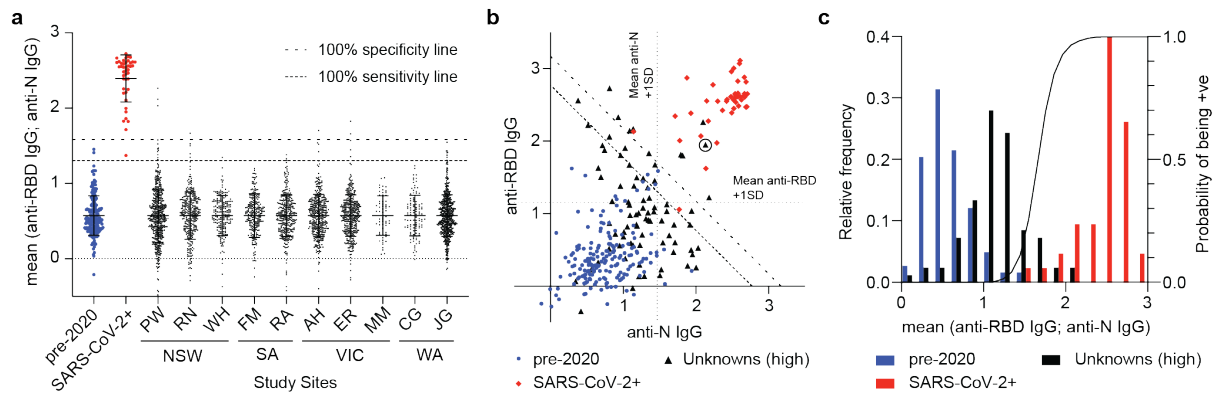 a
mean (anti-RBD IgG; anti-N IgG)
3
2
1
0
100% specificity line
100% sensitivity line
pre-2020
SARS-CoV-2+
PW
RN
WH
FM
RA
AH
ER
MM
CG
JG
NSW
SA
VIC
WA
Study Sites
b
anti-RBD IgG
3
2
1
Mean anti-N
+1SD
Mean anti-RBD
+1SD
1
2
3
anti-N IgG
pre-2020
Unknowns (high)
SARS-CoV-2+
c
Relative frequency
0.4
0.3
0.2
0.1
0.0
Probability of being +ve
1.0
0.5
0.0
0
1
2
3
mean (anti-RBD IgG; anti-N IgG)
pre-2020
Unknowns (high)
SARS-CoV-2+